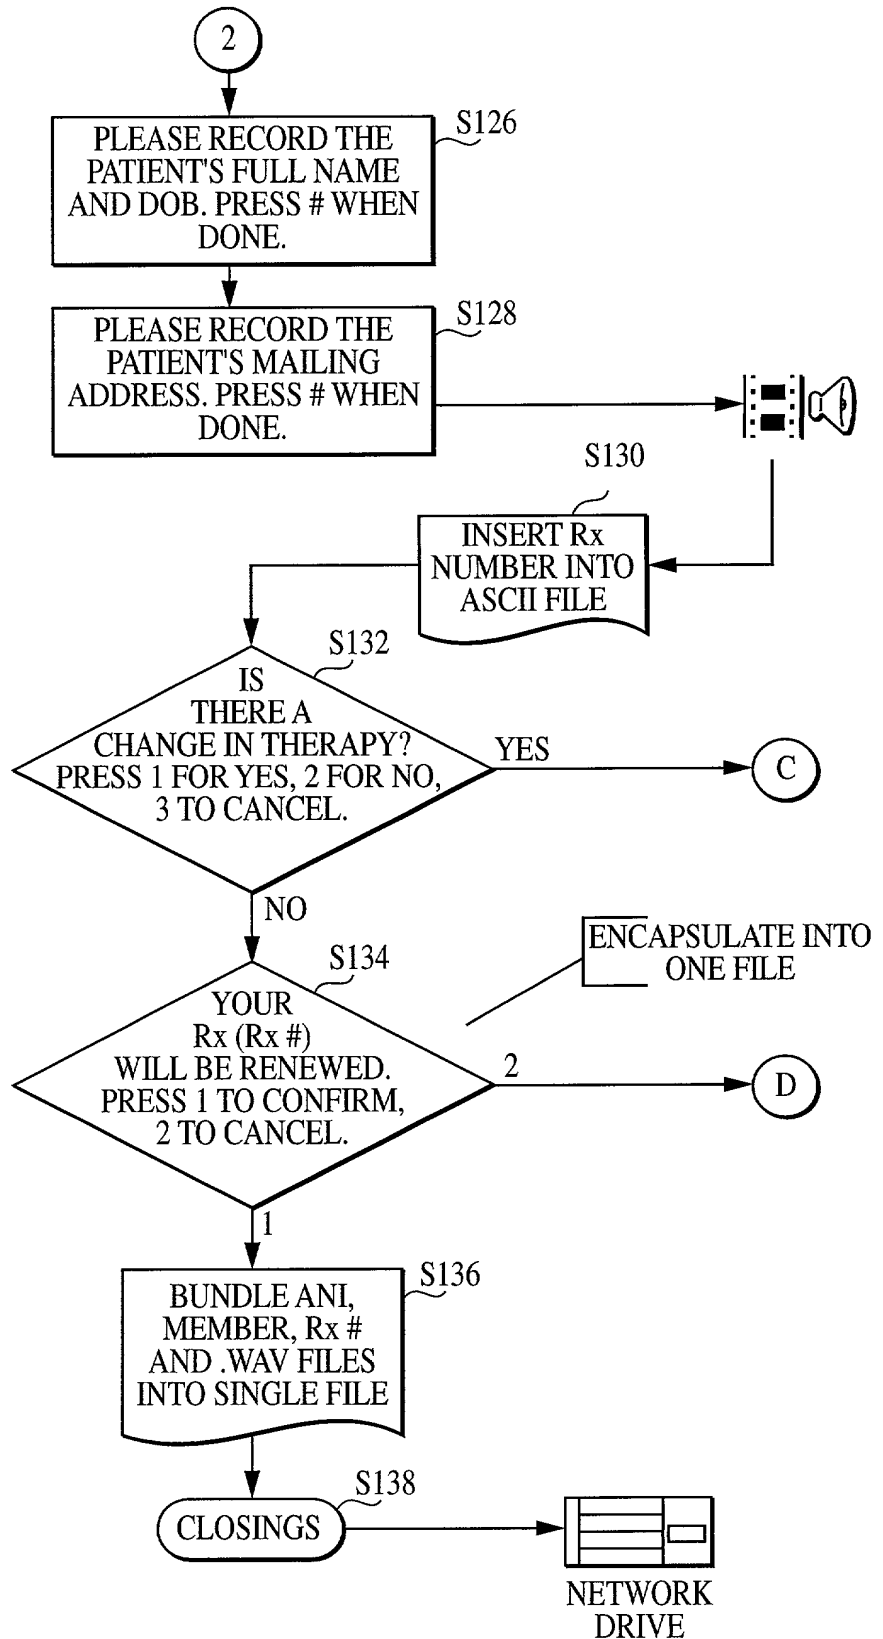 2
S126
PLEASE RECORD THE
PATIENT'S FULL NAME
AND DOB. PRESS # WHEN
DONE.
S128
PLEASE RECORD THE
PATIENT'S MAILING
ADDRESS. PRESS # WHEN
DONE.
S130
INSERT Rx
NUMBER INTO
ASCII FILE
S132
IS
THERE A
CHANGE IN THERAPY?
PRESS 1 FOR YES, 2 FOR NO,
3 TO CANCEL.
YES
C
NO
ENCAPSULATE INTO
ONE FILE
S134
YOUR
Rx (Rx #)
WILL BE RENEWED.
PRESS 1 TO CONFIRM,
2 TO CANCEL.
2
D
1
S136
BUNDLE ANI,
MEMBER, Rx #
AND .WAV FILES
INTO SINGLE FILE
S138
CLOSINGS
NETWORK
DRIVE